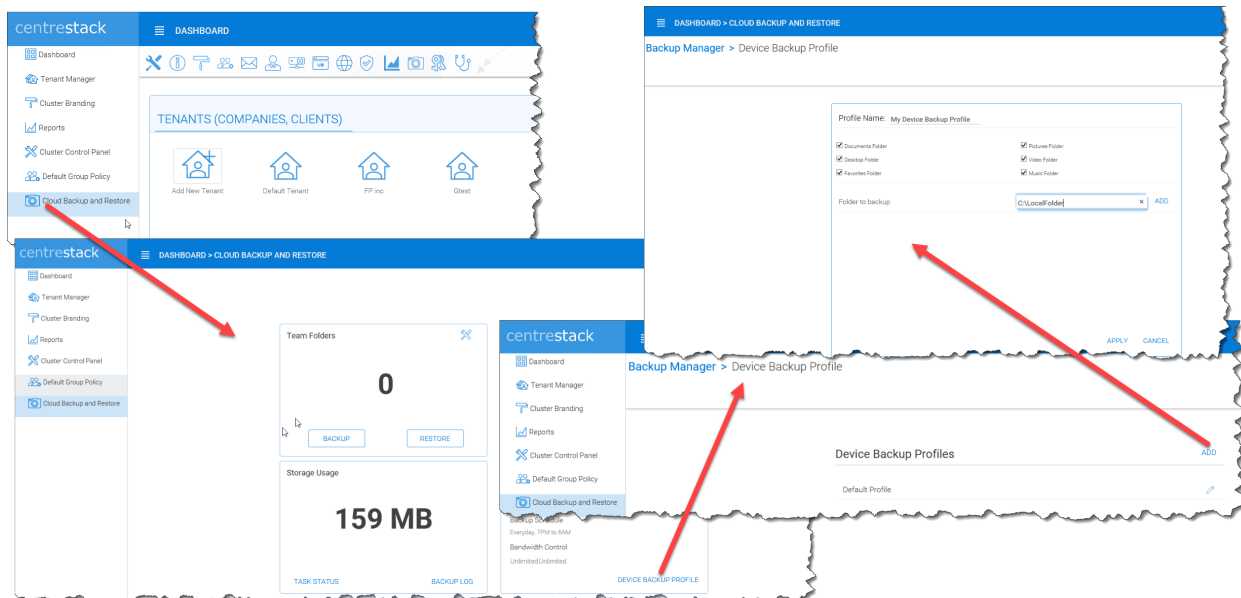 centrestack
DASHBOARD
Dashboard
Tenant Manager
Cluster Branding
Reports
Cluster Control Panel
Default Group Policy
Cloud Backup and Restore
TENANTS (COMPANIES, CLIENTS)
Add New Tenant
Default Tenant
FP inc
Qtest
centrestack
DASHBOARD > CLOUD BACKUP AND RESTORE
Dashboard
Tenant Manager
Cluster Branding
Reports
Cluster Control Panel
Default Group Policy
Cloud Backup and Restore
Team Folders
0
BACKUP
RESTORE
Storage Usage
159 MB
TASK STATUS
BACKUP LOG
Backup Schedule
Everyday, 7PM to 8AM
Bandwidth Control
UnlimitedUnlimited
DEVICE BACKUP PROFILE
centrestack
Dashboard
Tenant Manager
Cluster Branding
Reports
Cluster Control Panel
Default Group Policy
Cloud Backup and Restore
Backup Manager > Device Backup Profile
Device Backup Profiles
ADD
Default Profile
DASHBOARD > CLOUD BACKUP AND RESTORE
Backup Manager > Device Backup Profile
Profile Name: My Device Backup Profile
Documents Folder
Pictures Folder
Desktop Folder
Video Folder
Favorites Folder
Music Folder
Folder to backup
C:\LocalFolder
× ADD
APPLY
CANCEL